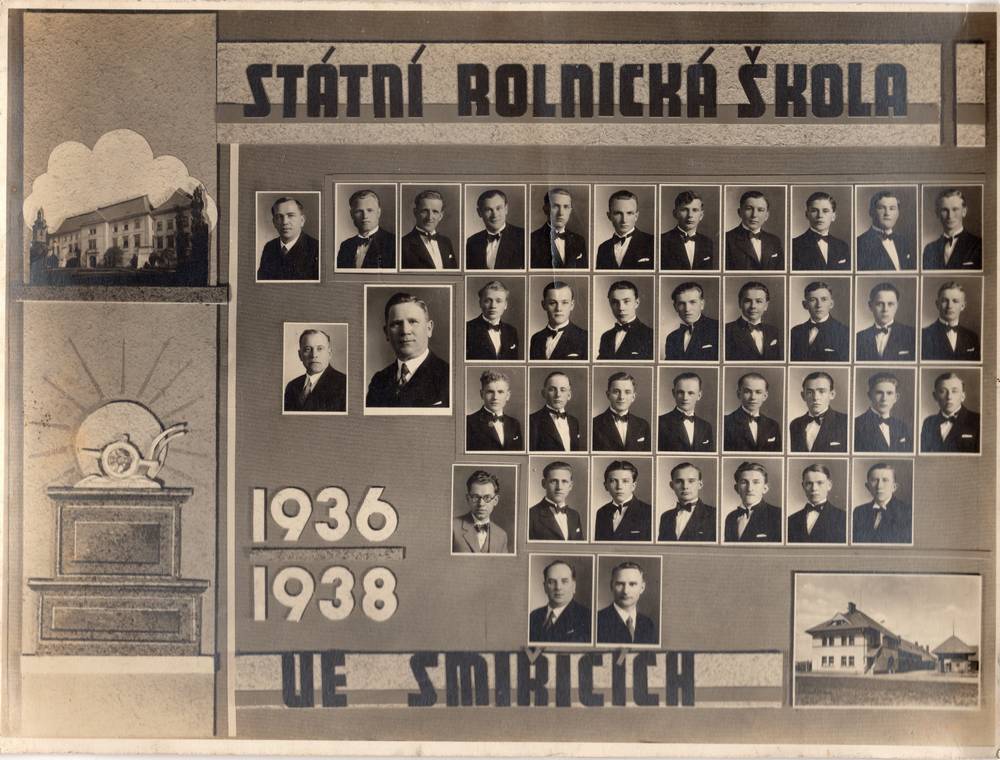 STÁTNÍ ROLNICKÁ ŠKOLA
1936
1938
VE SMIŘICÍCH